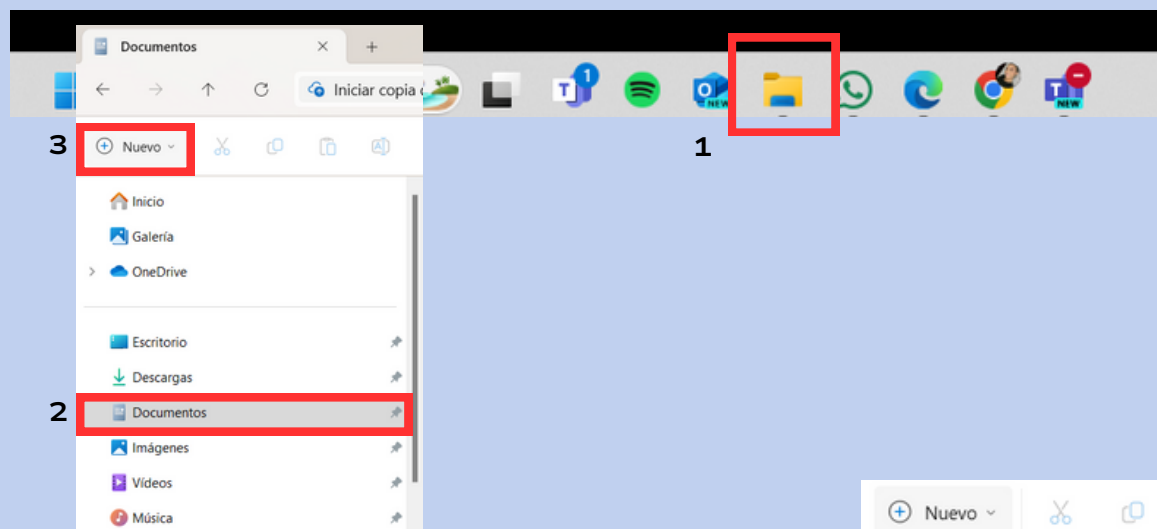 Documentos
Iniciar copia
1
NEW
NEW
3
Nuevo
1
Inicio
Galería
OneDrive
Escritorio
Descargas
2
Documentos
Imágenes
Vídeos
Música
Nuevo